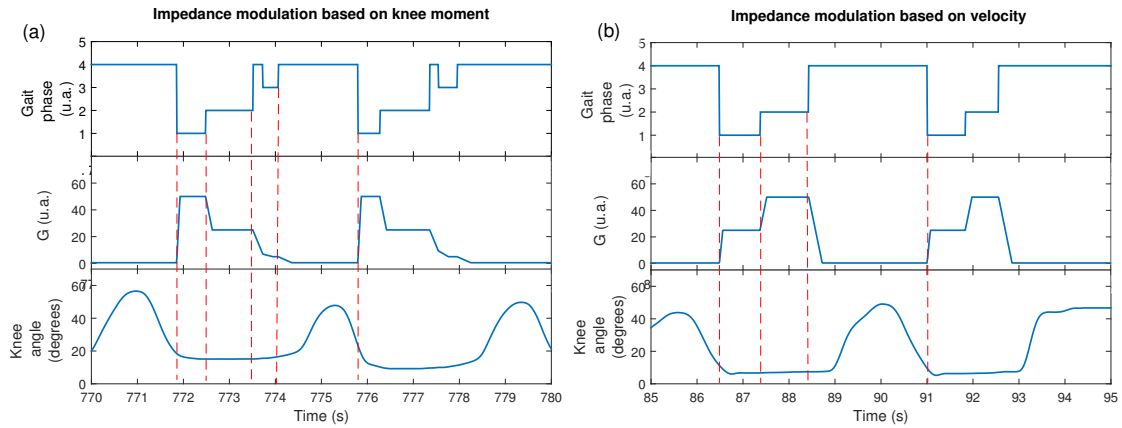 Impedance modulation based on knee moment
(a)
5
4
3
2
1
Gait
phase
(u.a.)
60
40
20
0
G (u.a.)
60
40
20
0
Knee
angle
(degrees)
770 771 772 773 774 775 776 777 778 779 780
Time (s)
Impedance modulation based on velocity
(b)
5
4
3
2
1
Gait
phase
(u.a.)
60
40
20
0
G (u.a.)
60
40
20
0
Knee
angle
(degrees)
85 86 87 88 89 90 91 92 93 94 95
Time (s)